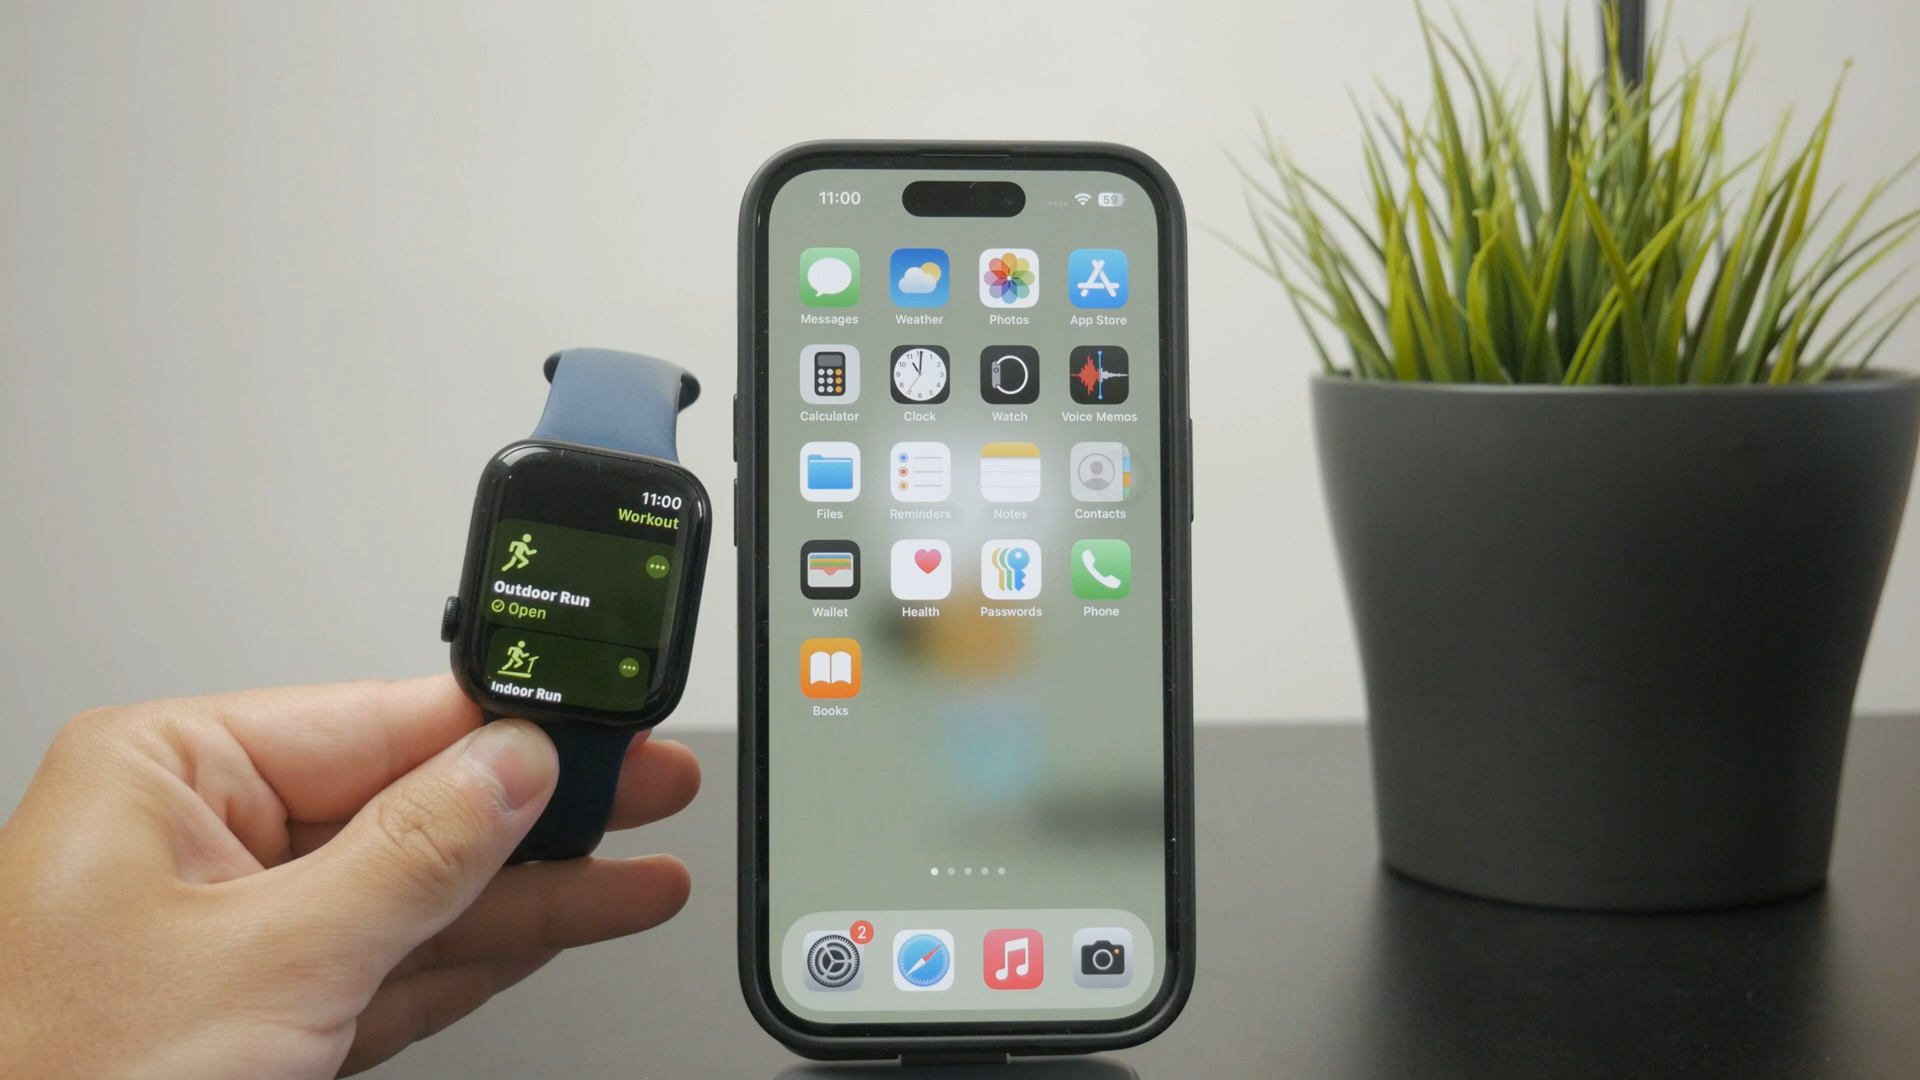 11:00
Workout
Outdoor Run
Open
Indoor Run
11:00
59
Messages Weather Photos App Store
Calculator Clock Watch Voice Memos
Files Reminders Notes Contacts
Wallet Health Passwords Phone
Books
2